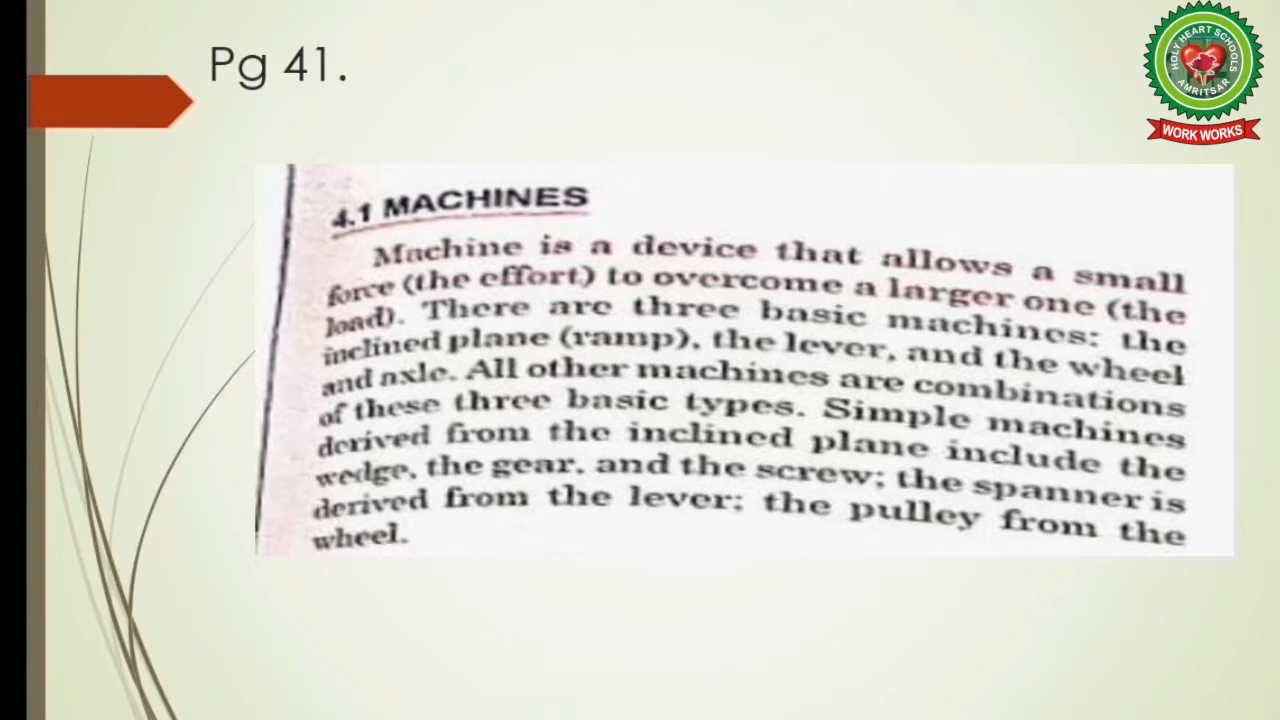 Pg 41.
HOLY HEART SCHOOLS
AMRITSAR
WORK WORKS
4.1 MACHINES
Machine is a device that allows a small
force (the effort) to overcome a larger one (the
load). There are three basic machines: the
inclined plane (ramp), the lever, and the wheel
and axle. All other machines are combinations
of these three basic types. Simple machines
derived from the inclined plane include the
wedge, the gear, and the screw; the spanner is
derived from the lever; the pulley from the
wheel.